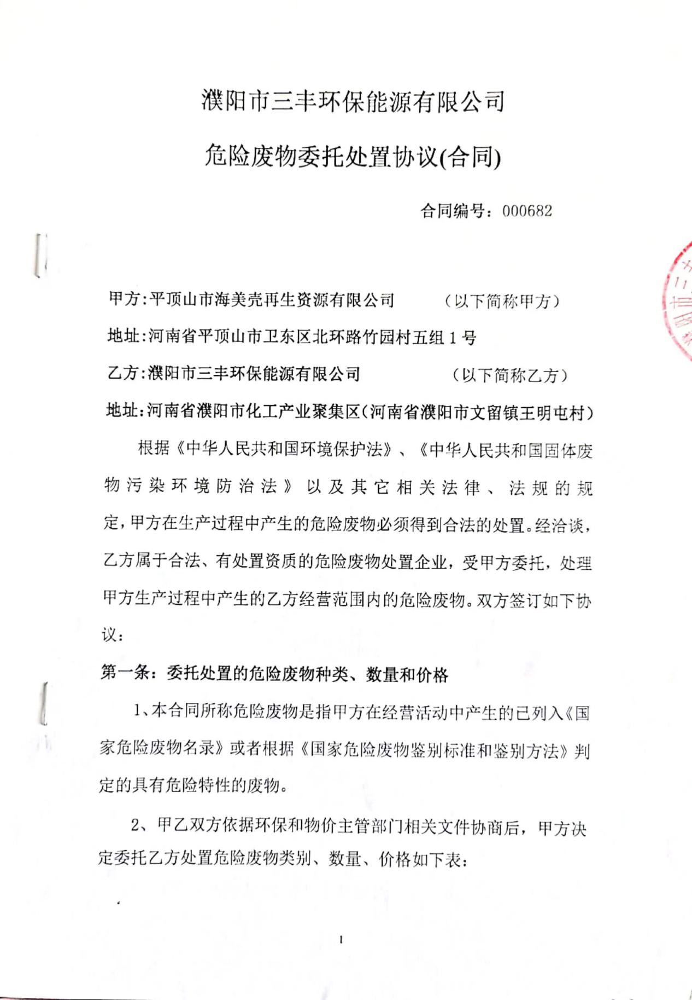 濮阳市三丰环保能源有限公司
危险废物委托处置协议(合同)
合同编号：000682
甲方:平顶山市海美壳再生资源有限公司 （以下简称甲方）
地址:河南省平顶山市卫东区北环路竹园村五组1号
乙方:濮阳市三丰环保能源有限公司 （以下简称乙方）
地址:河南省濮阳市化工产业聚集区(河南省濮阳市文留镇王明屯村)
根据《中华人民共和国环境保护法》、《中华人民共和国固体废
物污染环境防治法》以及其它相关法律、法规的规
定,甲方在生产过程中产生的危险废物必须得到合法的处置。经洽谈,
乙方属于合法、有处置资质的危险废物处置企业，受甲方委托，处理
甲方生产过程中产生的乙方经营范围内的危险废物。双方签订如下协
议：
第一条：委托处置的危险废物种类、数量和价格
1、本合同所称危险废物是指甲方在经营活动中产生的已列入《国
家危险废物名录》或者根据《国家危险废物鉴别标准和鉴别方法》判
定的具有危险特性的废物。
2、甲乙双方依据环保和物价主管部门相关文件协商后，甲方决
定委托乙方处置危险废物类别、数量、价格如下表：
1